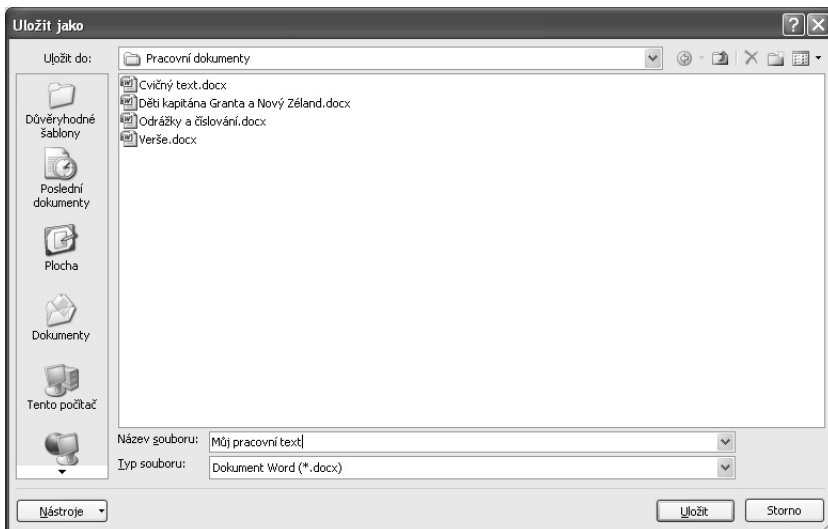 Uložit jako
Uložit do:
Pracovní dokumenty
Důvěryhodné
šablony
Poslední
dokumenty
Plocha
Dokumenty
Tento počítač
Cvičný text.docx
Děti kapitána Granta a Nový Zéland.docx
Odrážky a číslování.docx
Verše.docx
Název souboru:
Můj pracovní text
Typ souboru:
Dokument Word (*.docx)
Nástroje
Uložit
Storno